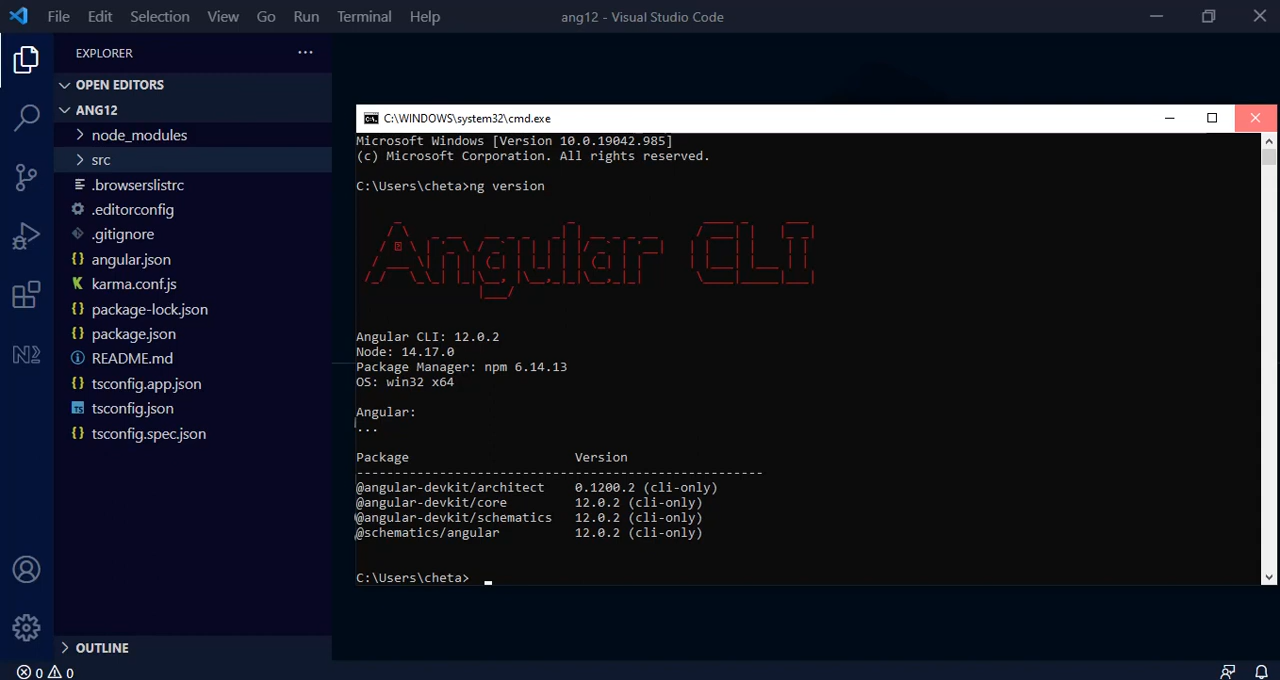 File Edit Selection View Go Run Terminal Help
ang12 - Visual Studio Code
EXPLORER
OPEN EDITORS
ANG12
node_modules
src
.browserslistrc
.editorconfig
.gitignore
angular.json
karma.conf.js
package-lock.json
package.json
README.md
tsconfig.app.json
tsconfig.json
tsconfig.spec.json
OUTLINE
0 0
C:\WINDOWS\system32\cmd.exe
Microsoft Windows [Version 10.0.19042.985]
(c) Microsoft Corporation. All rights reserved.
C:\Users\cheta>ng version
Angular CLI
Angular CLI: 12.0.2
Node: 14.17.0
Package Manager: npm 6.14.13
OS: win32 x64
Angular:
...
Package Version
------------------------------------------------------
@angular-devkit/architect 0.1200.2 (cli-only)
@angular-devkit/core 12.0.2 (cli-only)
@angular-devkit/schematics 12.0.2 (cli-only)
@schematics/angular 12.0.2 (cli-only)
C:\Users\cheta>